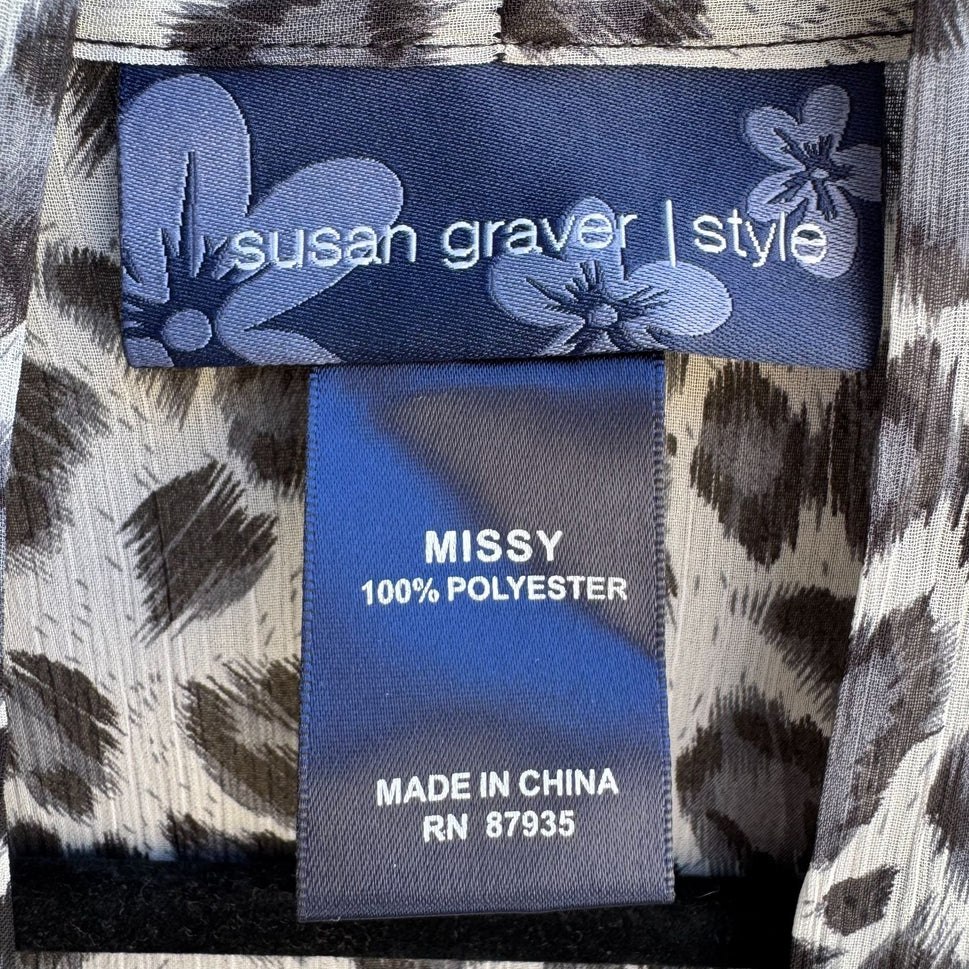 susan graver | style
MISSY
100% POLYESTER
MADE IN CHINA
RN 87935